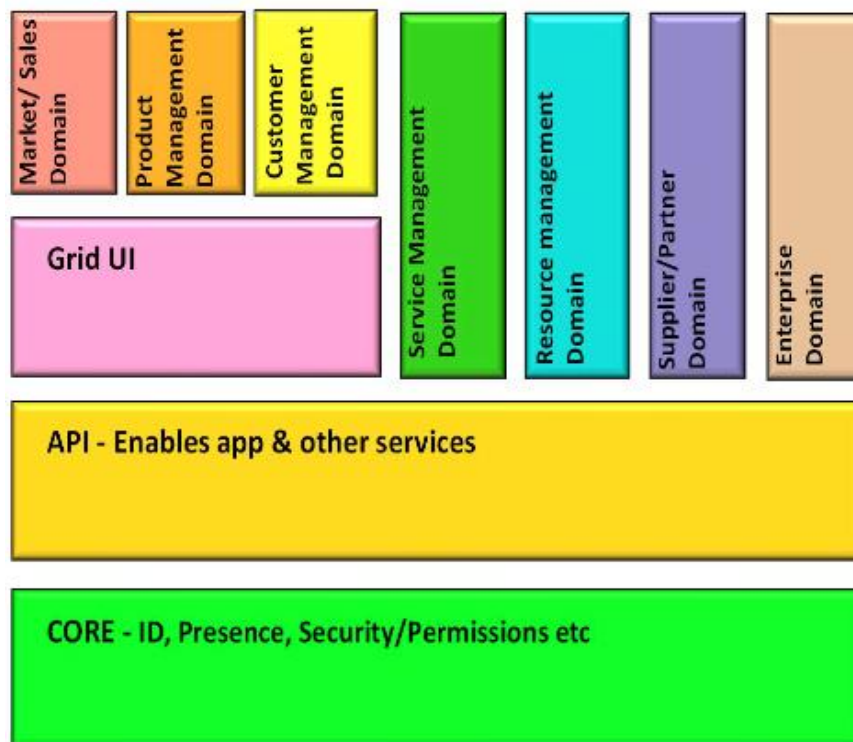 Market/ Sales
Domain
Product
Management
Domain
Customer
Management
Domain
Service Management
Domain
Resource management
Domain
Supplier/Partner
Domain
Enterprise
Domain
Grid UI
API - Enables app & other services
CORE - ID, Presence, Security/Permissions etc